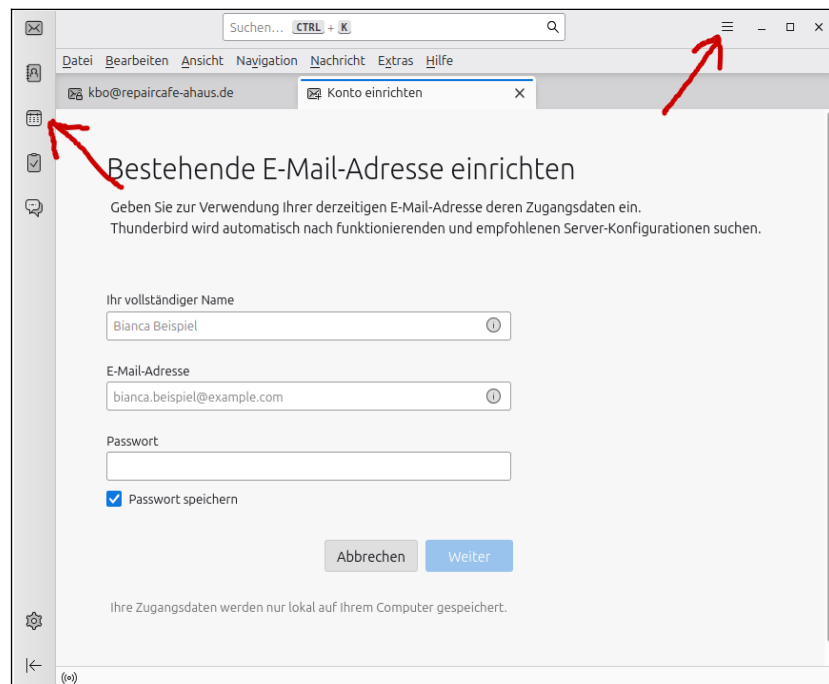 Suchen... CTRL + K
Datei Bearbeiten Ansicht Navigation Nachricht Extras Hilfe
kbo@repaircafe-ahaus.de Konto einrichten
Bestehende E-Mail-Adresse einrichten
Geben Sie zur Verwendung Ihrer derzeitigen E-Mail-Adresse deren Zugangsdaten ein.
Thunderbird wird automatisch nach funktionierenden und empfohlenen Server-Konfigurationen suchen.
Ihr vollständiger Name
Bianca Beispiel
E-Mail-Adresse
bianca.beispiel@example.com
Passwort
Passwort speichern
Abbrechen Weiter
Ihre Zugangsdaten werden nur lokal auf Ihrem Computer gespeichert.